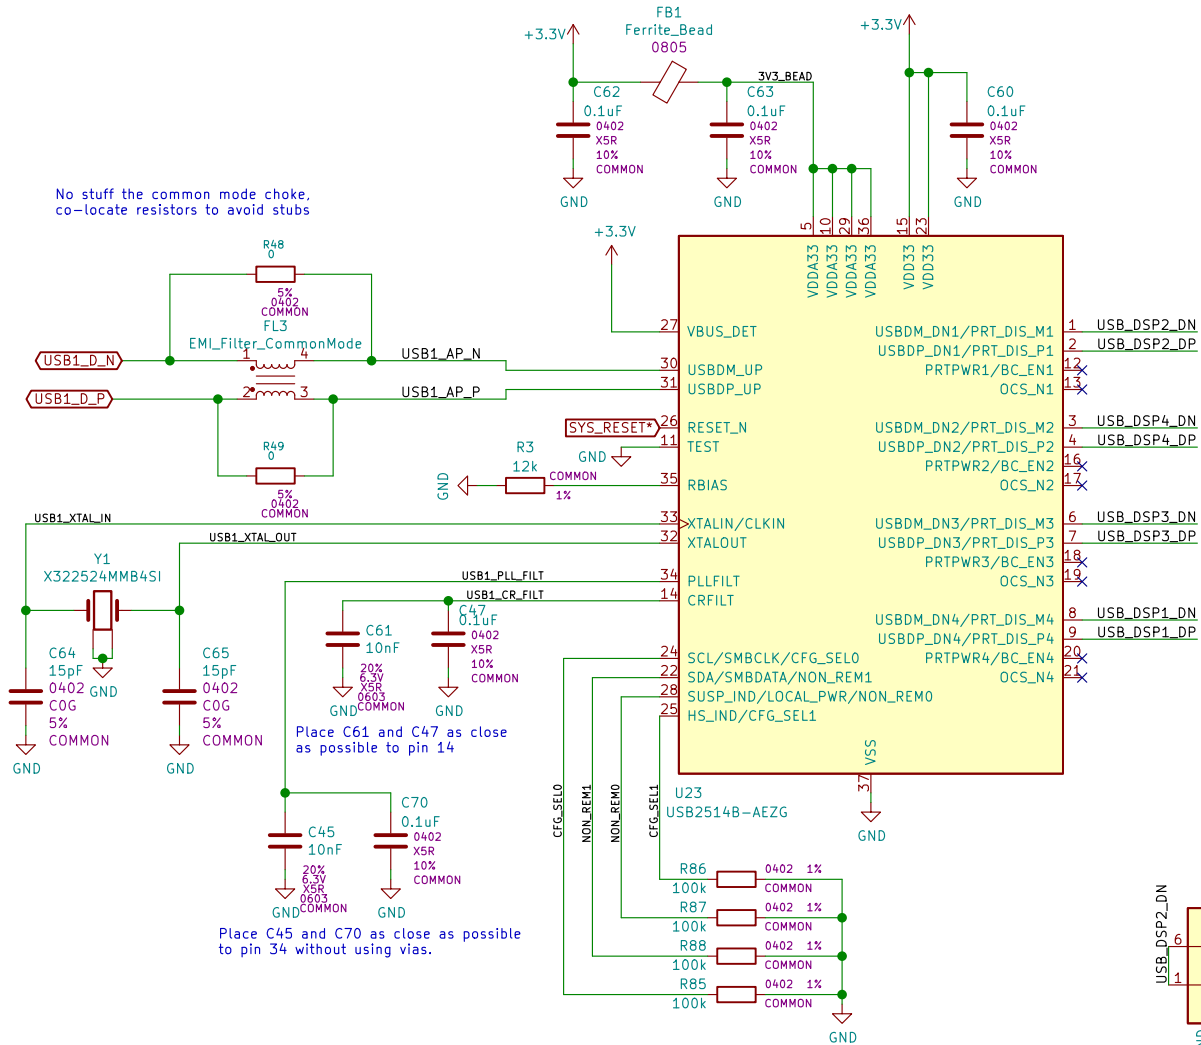 FB1
Ferrite_Bead
0805
+3.3V
+3.3V
3V3_BEAD
C62
0.1uF
0402
X5R
10%
COMMON
GND
C63
0.1uF
0402
X5R
10%
COMMON
GND
C60
0.1uF
0402
X5R
10%
COMMON
GND
No stuff the common mode choke,
co-locate resistors to avoid stubs
+3.3V
R48
0
5%
0402
COMMON
FL3
EMI_Filter_CommonMode
1
4
2
3
USB1_D_N
USB1_D_P
USB1_AP_N
USB1_AP_P
R49
0
5%
0402
COMMON
5
10
29
36
15
23
VDDA33
VDDA33
VDDA33
VDDA33
VDD33
VDD33
27
VBUS_DET
30
USBDM_UP
31
USBDP_UP
SYS_RESET*
26
RESET_N
GND
11
TEST
GND
R3
12k
COMMON
1%
35
RBIAS
USB1_XTAL_IN
33
XTALIN/CLKIN
USB1_XTAL_OUT
32
XTALOUT
USB1_PLL_FILT
34
PLLFILT
USB1_CR_FILT
14
CRFILT
24
SCL/SMBCLK/CFG_SEL0
22
SDA/SMBDATA/NON_REM1
28
SUSP_IND/LOCAL_PWR/NON_REM0
25
HS_IND/CFG_SEL1
USBDM_DN1/PRT_DIS_M1
1
USB_DSP2_DN
USBDP_DN1/PRT_DIS_P1
2
USB_DSP2_DP
PRTPWR1/BC_EN1
12
OCS_N1
13
USBDM_DN2/PRT_DIS_M2
3
USB_DSP4_DN
USBDP_DN2/PRT_DIS_P2
4
USB_DSP4_DP
PRTPWR2/BC_EN2
16
OCS_N2
17
USBDM_DN3/PRT_DIS_M3
6
USB_DSP3_DN
USBDP_DN3/PRT_DIS_P3
7
USB_DSP3_DP
PRTPWR3/BC_EN3
18
OCS_N3
19
USBDM_DN4/PRT_DIS_M4
8
USB_DSP1_DN
USBDP_DN4/PRT_DIS_P4
9
USB_DSP1_DP
PRTPWR4/BC_EN4
20
OCS_N4
21
VSS
37
GND
U23
USB2514B-AEZG
Y1
X322524MMB4SI
GND
C64
15pF
0402
C0G
5%
COMMON
GND
C65
15pF
0402
C0G
5%
COMMON
GND
C61
10nF
20%
6.3V
X5R
0603
COMMON
GND
C47
0.1uF
0402
X5R
10%
COMMON
GND
Place C61 and C47 as close
as possible to pin 14
C45
10nF
20%
6.3V
X5R
0603
COMMON
GND
C70
0.1uF
0402
X5R
10%
COMMON
GND
Place C45 and C70 as close as possible
to pin 34 without using vias.
CFG_SEL0
NON_REM1
NON_REM0
CFG_SEL1
R86
100k
0402 1%
COMMON
R87
100k
0402 1%
COMMON
R88
100k
0402 1%
COMMON
R85
100k
0402 1%
COMMON
GND
USB_DSP2_DN
6
1